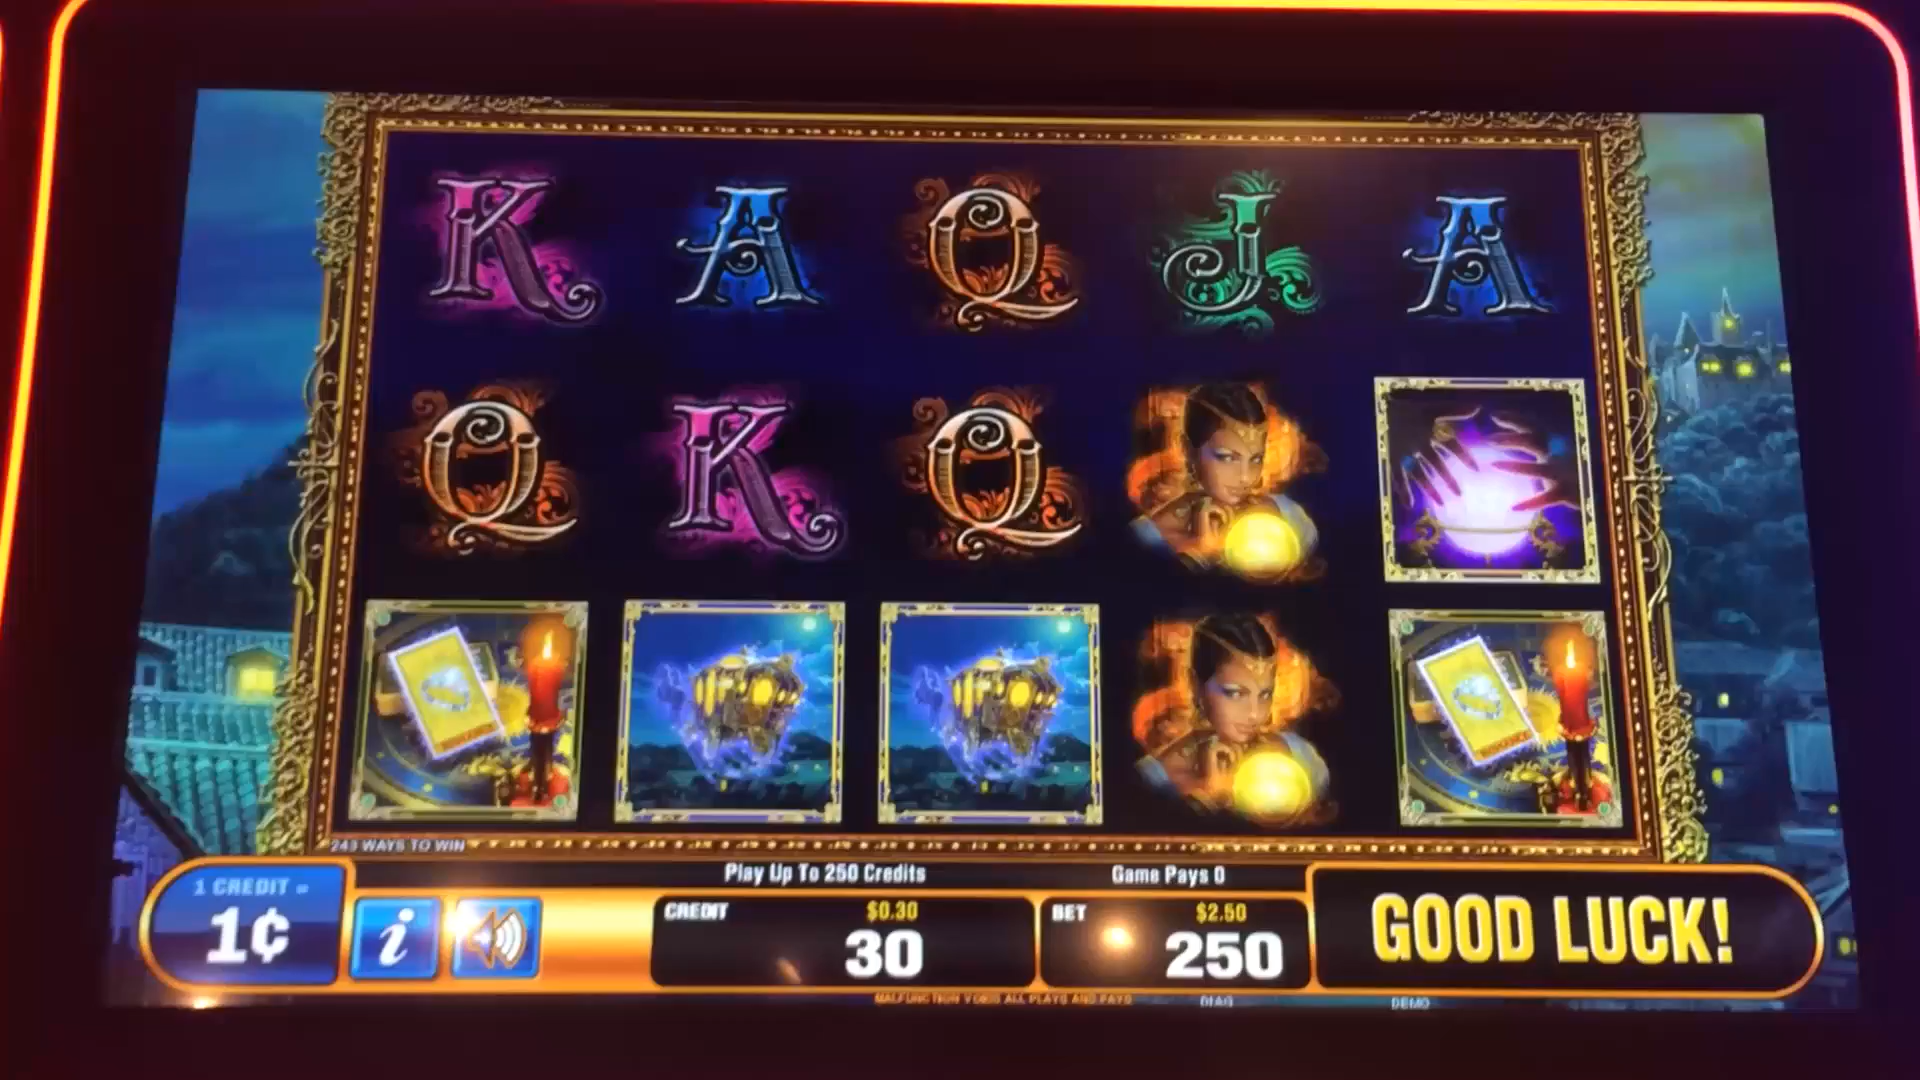 K A Q J A
Q K Q
243 WAYS TO WIN
Play Up To 250 Credits
Game Pays 0
1 CREDIT =
1¢
i
CREDIT
$0.30
30
BET
$2.50
250
GOOD LUCK!
MALFUNCTION VOIDS ALL PLAYS AND PAYS
DIAG
DEMO